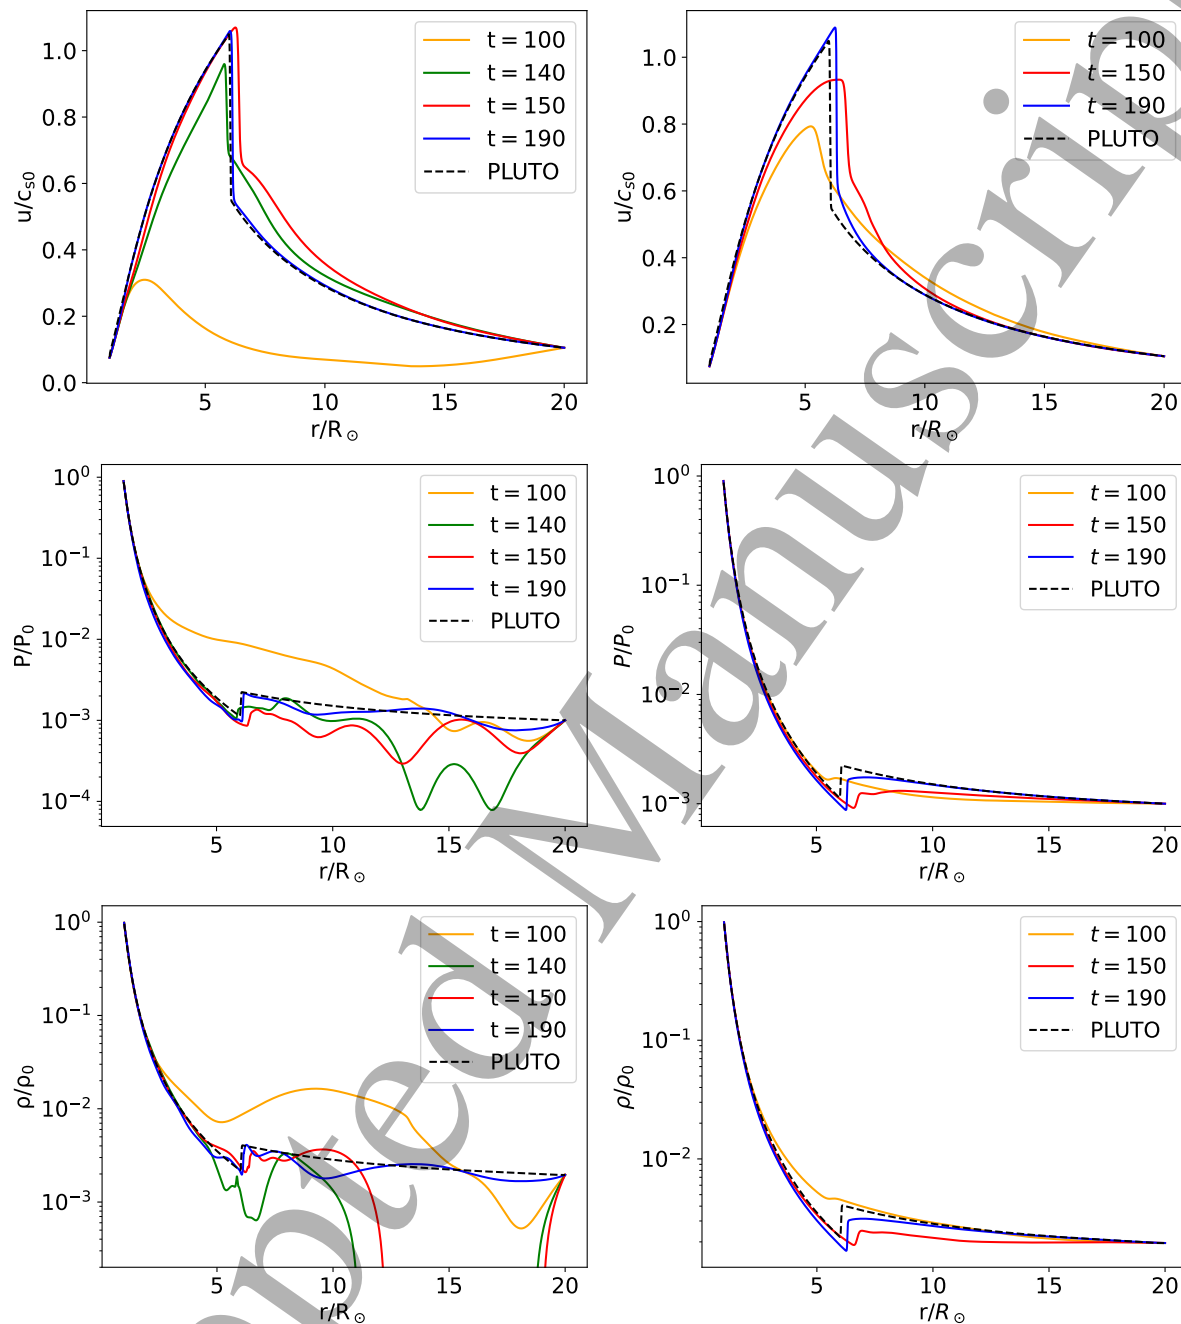 1.0
0.8
0.6
0.4
0.2
0.0
5
10
15
20
u/c_s0
r/R_⊙
t = 100
t = 140
t = 150
t = 190
PLUTO
1.0
0.8
0.6
0.4
0.2
5
10
15
20
u/c_s0
r/R_⊙
t = 100
t = 150
t = 190
PLUTO
10^0
10^-1
10^-2
10^-3
10^-4
5
10
15
20
P/P_0
r/R_⊙
t = 100
t = 140
t = 150
t = 190
PLUTO
10^0
10^-1
10^-2
10^-3
5
10
15
20
P/P_0
r/R_⊙
t = 100
t = 150
t = 190
PLUTO
10^0
10^-1
10^-2
10^-3
5
10
15
20
ρ/ρ_0
r/R_⊙
t = 100
t = 140
t = 150
t = 190
PLUTO
10^0
10^-1
10^-2
5
10
15
20
ρ/ρ_0
r/R_⊙
t = 100
t = 150
t = 190
PLUTO
pted Manuscrip